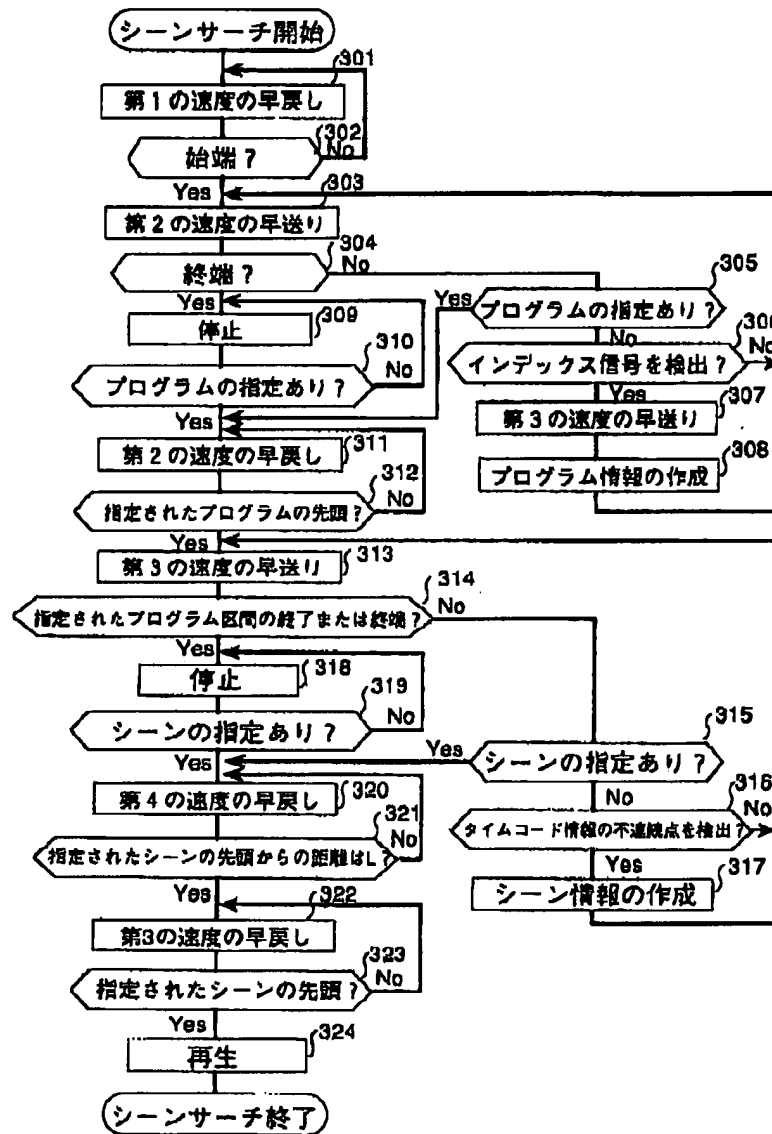 シーンサーチ開始
301
第1の速度の早戻し
302
始端?
No
Yes
303
第2の速度の早送り
304
終端?
No
Yes
305
プログラムの指定あり?
Yes
No
306
インデックス信号を検出?
No
Yes
307
第3の速度の早送り
308
プログラム情報の作成
309
停止
310
プログラムの指定あり?
No
Yes
311
第2の速度の早戻し
312
指定されたプログラムの先頭?
No
Yes
313
第3の速度の早送り
314
指定されたプログラム区間の終了または終端?
No
Yes
315
シーンの指定あり?
Yes
No
316
タイムコード情報の不連続点を検出?
No
Yes
317
シーン情報の作成
318
停止
319
シーンの指定あり?
No
Yes
320
第4の速度の早戻し
321
指定されたシーンの先頭からの距離はL?
No
Yes
322
第3の速度の早戻し
323
指定されたシーンの先頭?
No
Yes
324
再生
シーンサーチ終了